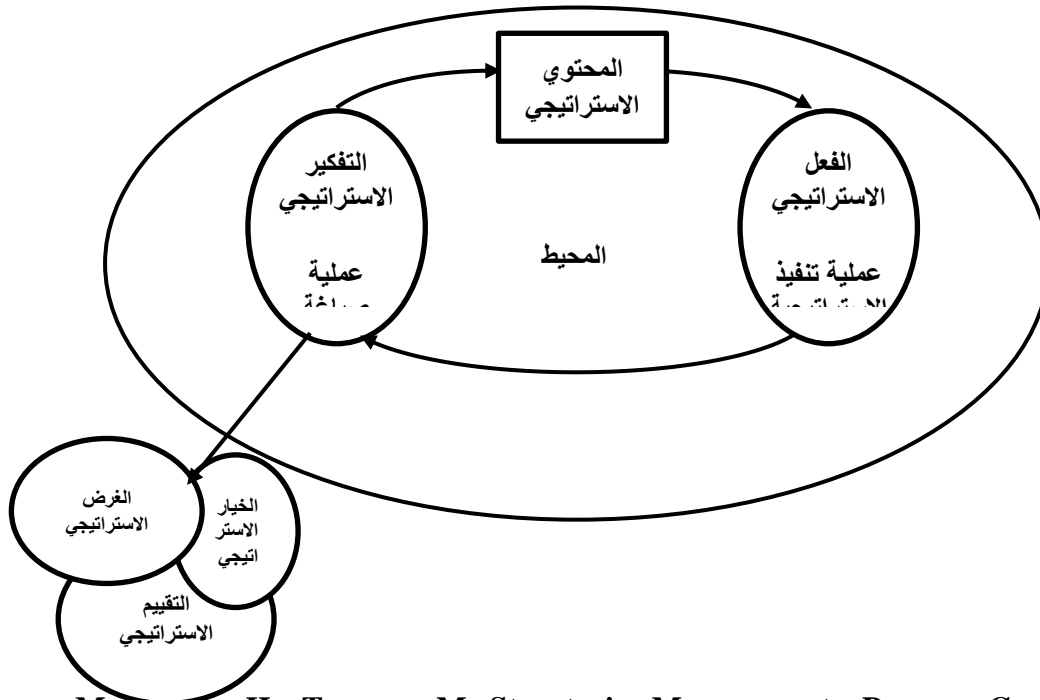 المحتوي
الاستراتيجي
التفكير
الاستراتيجي
عملية
الفعل
الاستراتيجي
عملية تنفيذ
المحيط
الغرض
الاستراتيجي
الخيار
الاستر
اتيجي
التقييم
الاستراتيجي